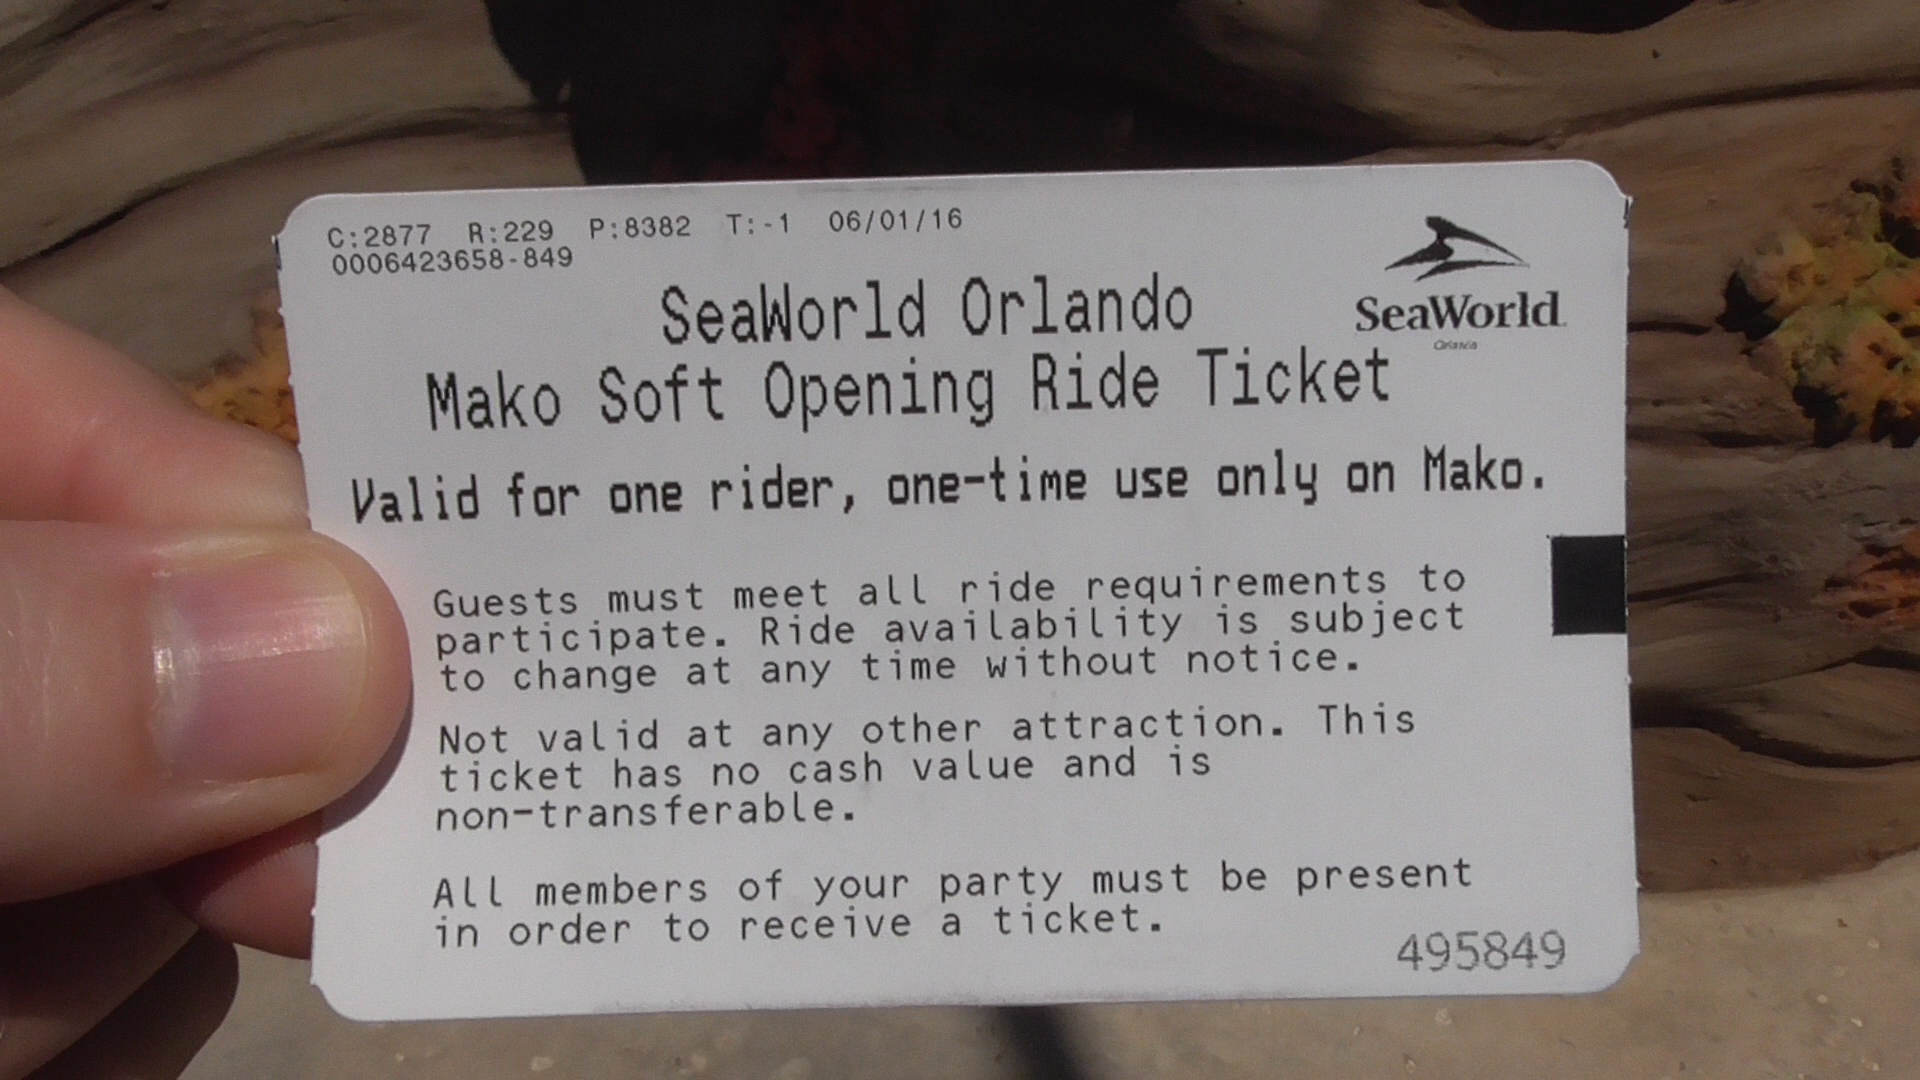 C:2877 R:229 P:8382 T:-1 06/01/16
0006423658-849
SeaWorld Orlando
SeaWorld
Orlando
Mako Soft Opening Ride Ticket
Valid for one rider, one-time use only on Mako.
Guests must meet all ride requirements to
participate. Ride availability is subject
to change at any time without notice.
Not valid at any other attraction. This
ticket has no cash value and is
non-transferable.
All members of your party must be present
in order to receive a ticket.
495849